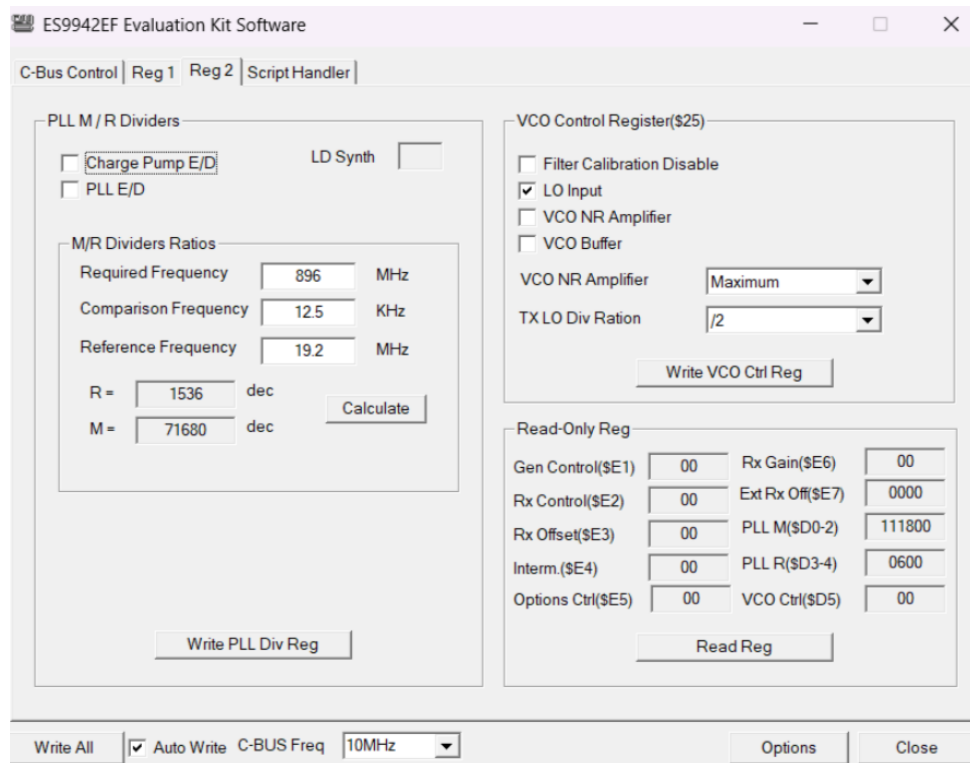 ES9942EF Evaluation Kit Software
C-Bus Control Reg 1 Reg 2 Script Handler
PLL M / R Dividers
Charge Pump E/D LD Synth
PLL E/D
M/R Dividers Ratios
Required Frequency 896 MHz
Comparison Frequency 12.5 KHz
Reference Frequency 19.2 MHz
R = 1536 dec
Calculate
M = 71680 dec
Write PLL Div Reg
VCO Control Register($25)
Filter Calibration Disable
LO Input
VCO NR Amplifier
VCO Buffer
VCO NR Amplifier Maximum
TX LO Div Ration /2
Write VCO Ctrl Reg
Read-Only Reg
Gen Control($E1) 00 Rx Gain($E6) 00
Rx Control($E2) 00 Ext Rx Off($E7) 0000
Rx Offset($E3) 00 PLL M($D0-2) 111800
Interm.($E4) 00 PLL R($D3-4) 0600
Options Ctrl($E5) 00 VCO Ctrl($D5) 00
Read Reg
Write All Auto Write C-BUS Freq 10MHz Options Close